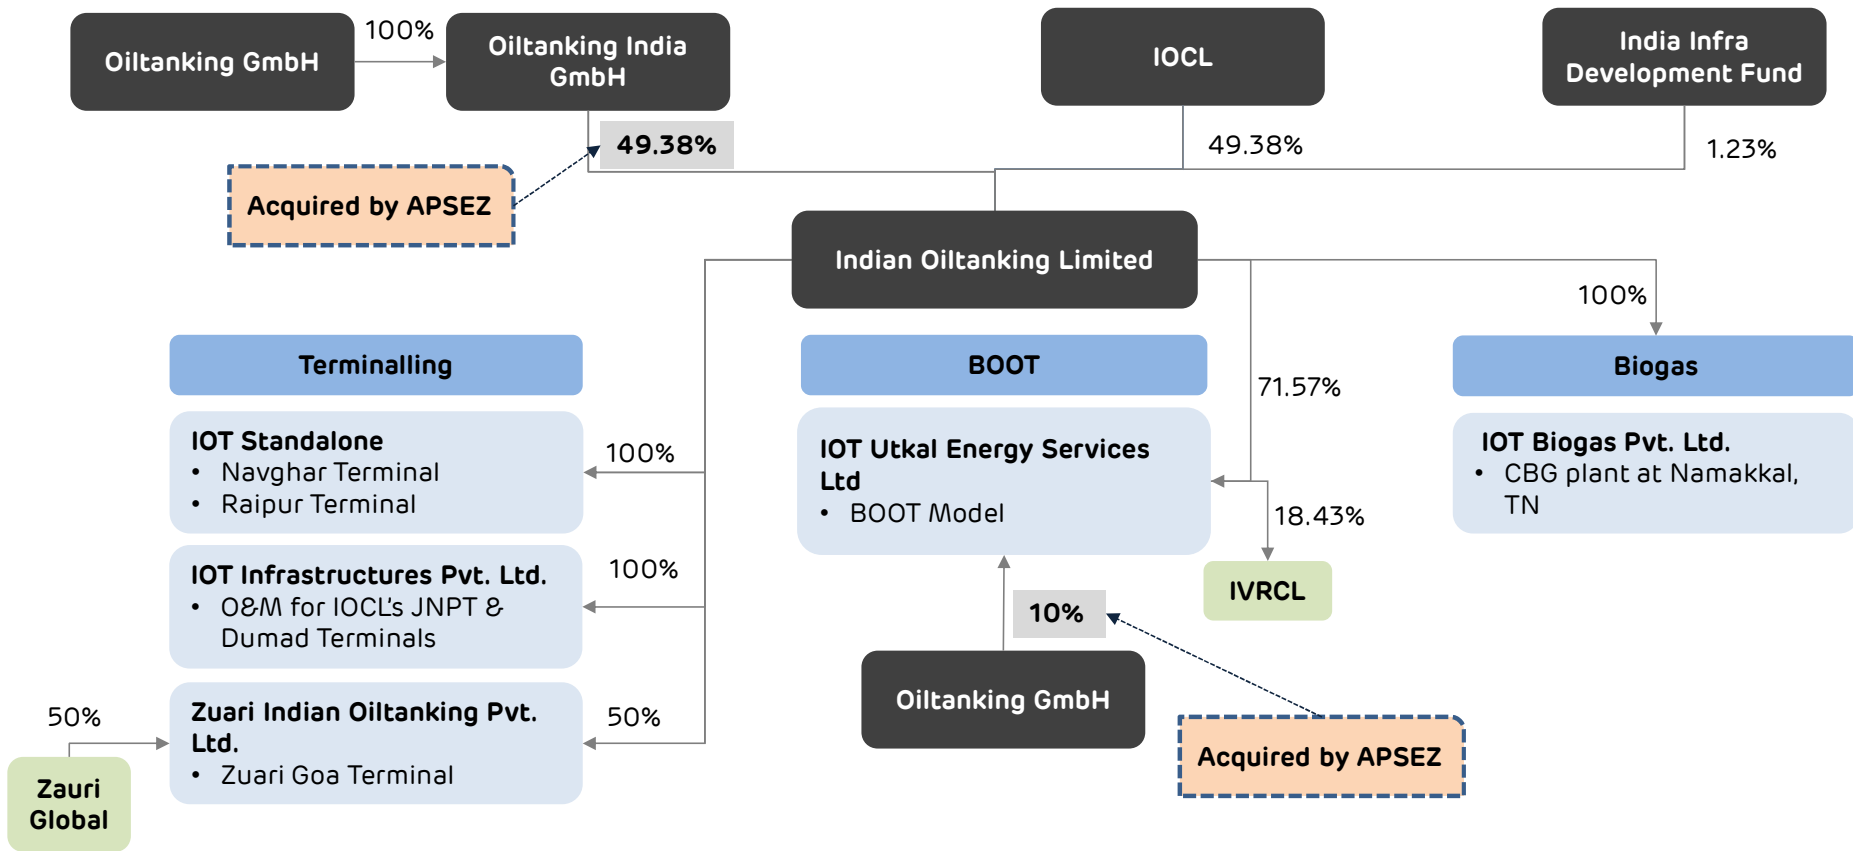 Oiltanking GmbH
100%
Oiltanking India
GmbH
IOCL
India Infra
Development Fund
49.38%
49.38%
1.23%
Acquired by APSEZ
Indian Oiltanking Limited
100%
Terminalling
BOOT
Biogas
71.57%
IOT Standalone
• Navghar Terminal
• Raipur Terminal
100%
IOT Utkal Energy Services
Ltd
• BOOT Model
IOT Biogas Pvt. Ltd.
• CBG plant at Namakkal,
TN
18.43%
IOT Infrastructures Pvt. Ltd.
• O&M for IOCL's JNPT &
Dumad Terminals
100%
IVRCL
10%
Oiltanking GmbH
50%
Zuari Indian Oiltanking Pvt.
Ltd.
• Zuari Goa Terminal
50%
Acquired by APSEZ
Zauri
Global